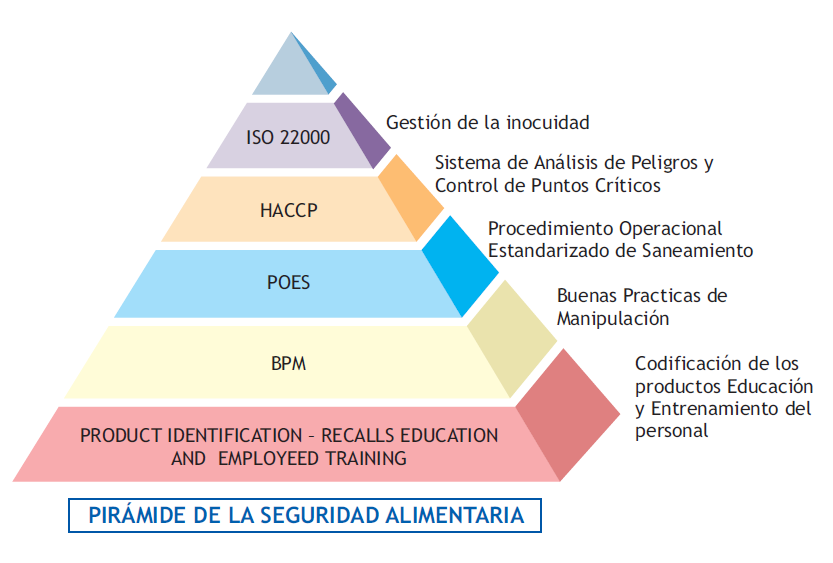 ISO 22000
Gestión de la inocuidad
HACCP
Sistema de Análisis de Peligros y
Control de Puntos Críticos
POES
Procedimiento Operacional
Estandarizado de Saneamiento
BPM
Buenas Practicas de
Manipulación
PRODUCT IDENTIFICATION – RECALLS EDUCATION
AND EMPLOYEED TRAINING
Codificación de los
productos Educación
y Entrenamiento del
personal
PIRÁMIDE DE LA SEGURIDAD ALIMENTARIA